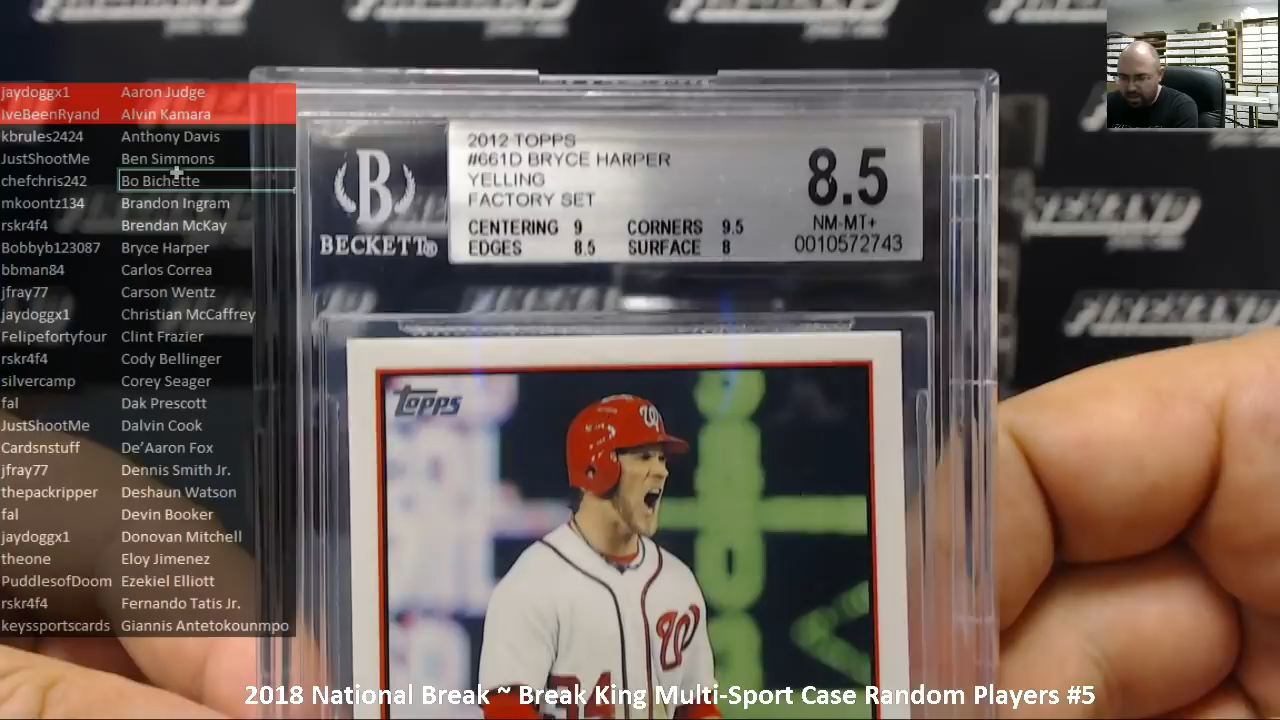 jaydoggx1 Aaron Judge
IveBeenRyand Alvin Kamara
kbrules2424 Anthony Davis
JustShootMe Ben Simmons
chefchris242 Bo Bichette
mkoontz134 Brandon Ingram
rskr4f4 Brendan McKay
Bobbyb123087 Bryce Harper
bbman84 Carlos Correa
jfray77 Carson Wentz
jaydoggx1 Christian McCaffrey
Felipefortyfour Clint Frazier
rskr4f4 Cody Bellinger
silvercamp Corey Seager
fal Dak Prescott
JustShootMe Dalvin Cook
Cardsnstuff De'Aaron Fox
jfray77 Dennis Smith Jr.
thepackripper Deshaun Watson
fal Devin Booker
jaydoggx1 Donovan Mitchell
theone Eloy Jimenez
PuddlesofDoom Ezekiel Elliott
rskr4f4 Fernando Tatis Jr.
keyssportscards Giannis Antetokounmpo
B
BECKETT®
2012 TOPPS
#661D BRYCE HARPER
YELLING
FACTORY SET
CENTERING 9 CORNERS 9.5
EDGES 8.5 SURFACE 8
8.5
NM-MT+
0010572743
Topps
W
W
34
2018 National Break ~ Break King Multi-Sport Case Random Players #5